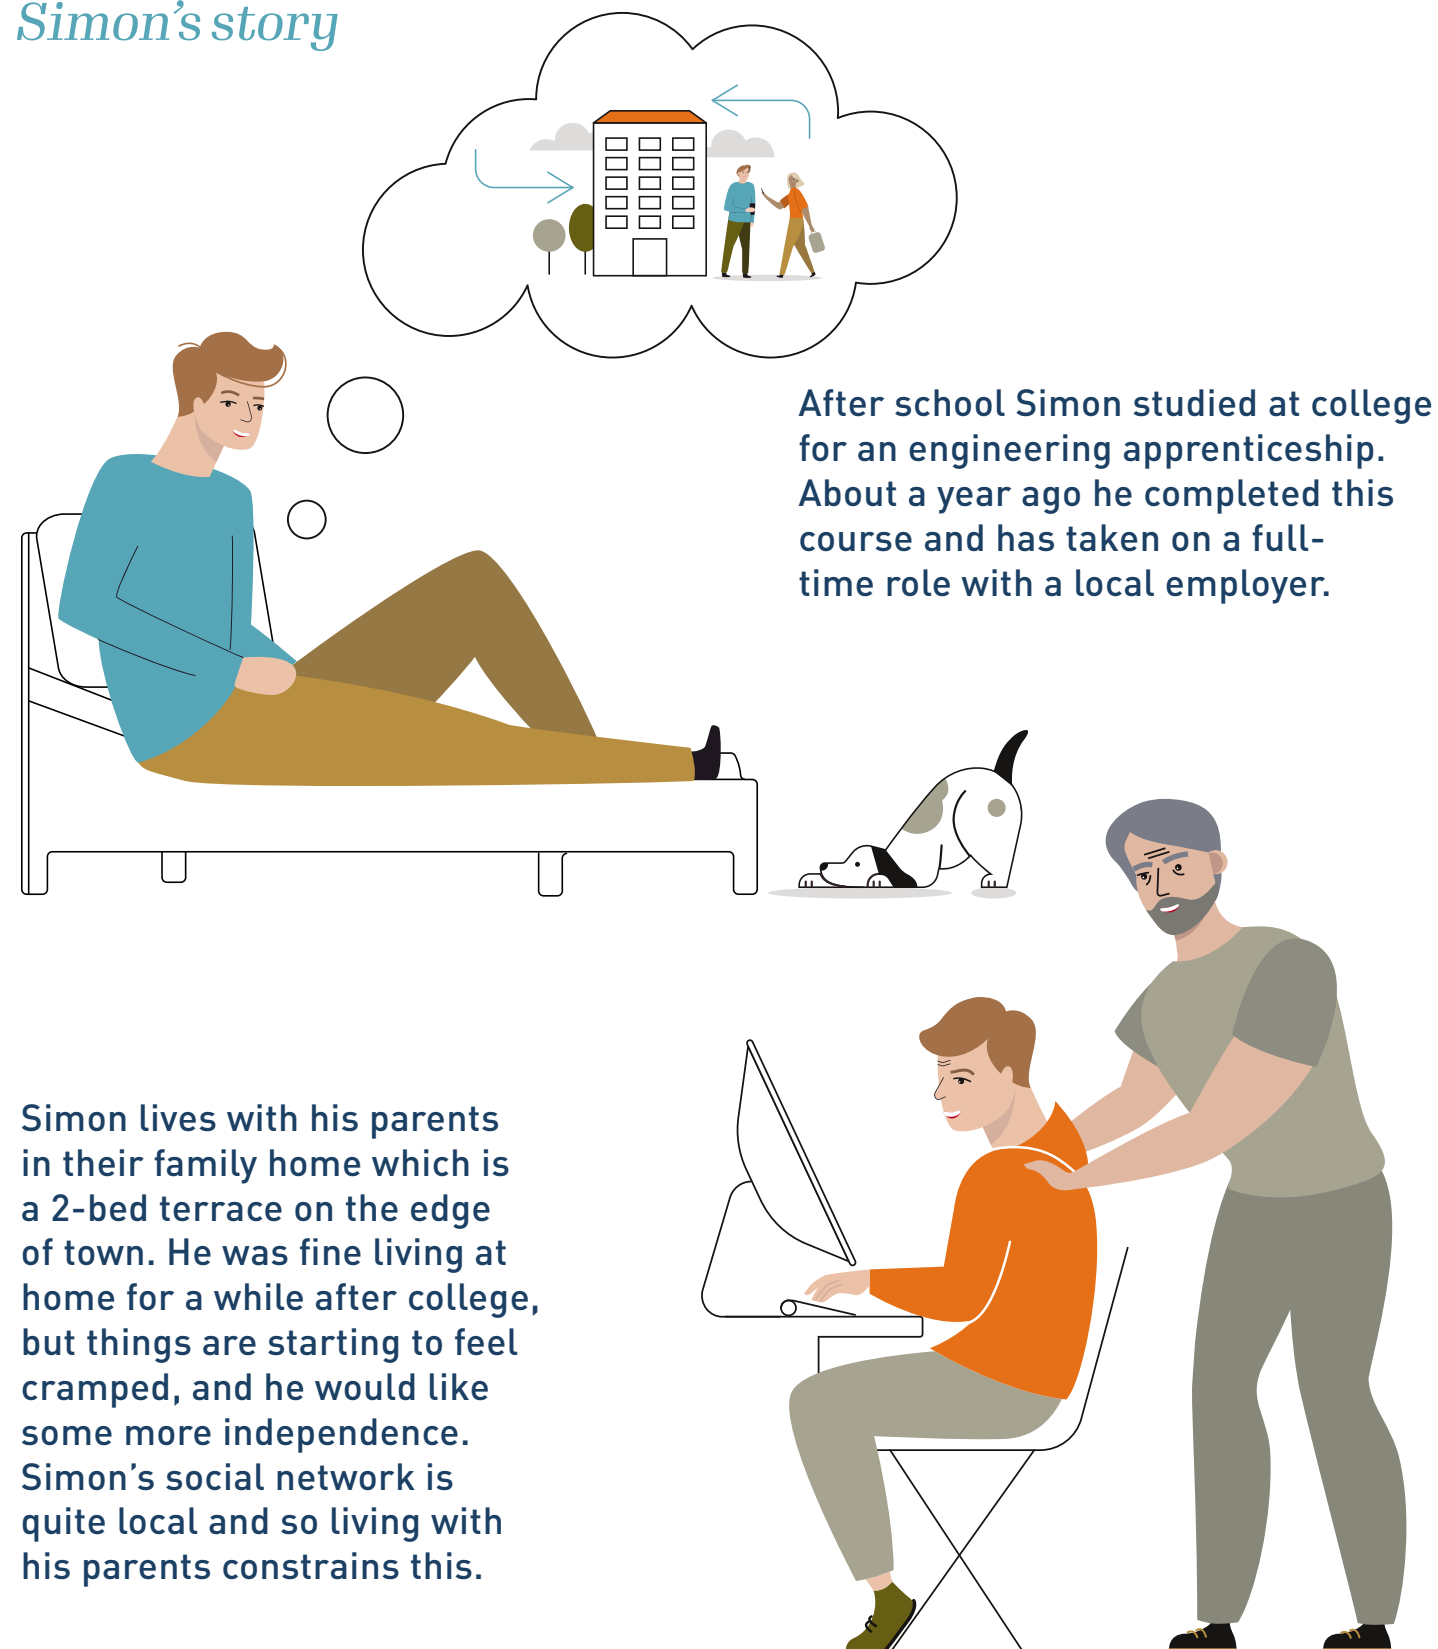 Simon’s story
After school Simon studied at college
for an engineering apprenticeship.
About a year ago he completed this
course and has taken on a full-
time role with a local employer.
Simon lives with his parents
in their family home which is
a 2-bed terrace on the edge
of town. He was fine living at
home for a while after college,
but things are starting to feel
cramped, and he would like
some more independence.
Simon’s social network is
quite local and so living with
his parents constrains this.